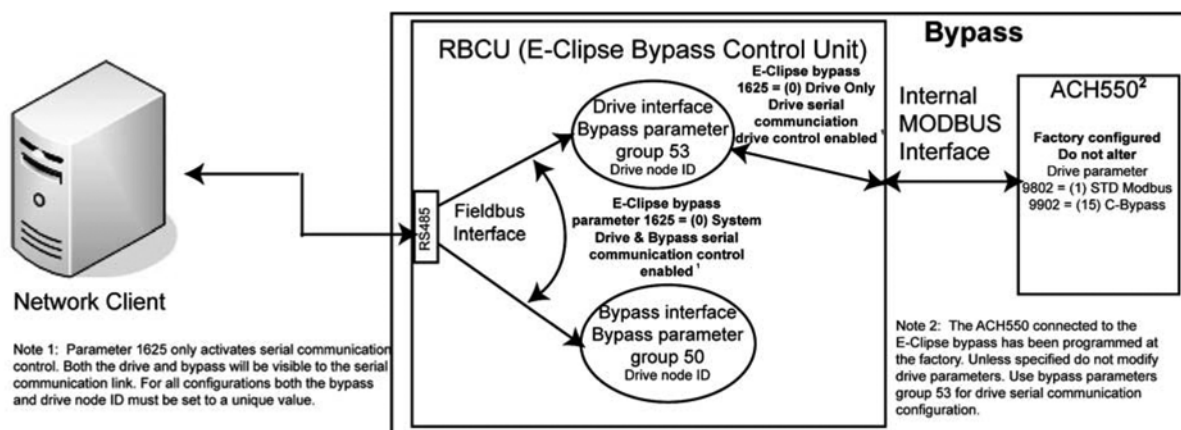 Bypass
RBCU (E-Clipse Bypass Control Unit)
E-Clipse bypass
1625 = (0) Drive Only
Drive serial
communciation
drive control enabled ¹
Drive interface
Bypass parameter
group 53
Drive node ID)
Internal
MODBUS
Interface
ACH550²
Factory configured
Do not alter
Drive parameter
9802 = (1) STD Modbus
9902 = (15) C-Bypass
RS485
Fieldbus
Interface
E-Clipse bypass
parameter 1625 = (0) System
Drive & Bypass serial
communication control
enabled ¹
Bypass interface
Bypass parameter
group 50
Drive node ID)
Network Client
Note 1: Parameter 1625 only activates serial communication
control. Both the drive and bypass will be visible to the serial
communication link. For all configurations both the bypass
and drive node ID must be set to a unique value.
Note 2: The ACH550 connected to the
E-Clipse bypass has been programmed at
the factory. Unless specified do not modify
drive parameters. Use bypass parameters
group 53 for drive serial communication
configuration.